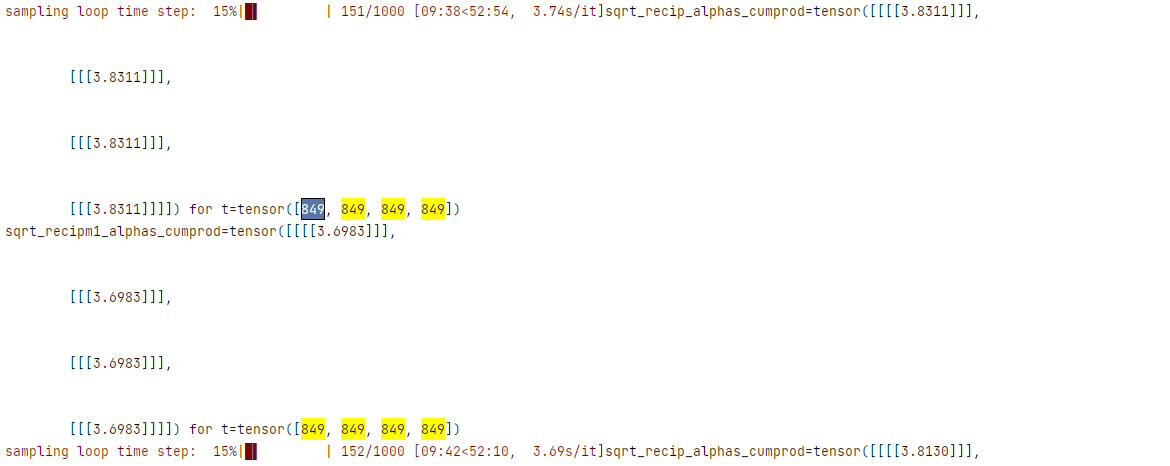 sampling loop time step:  15%|█▌        | 151/1000 [09:38<52:54,  3.74s/it]sqrt_recip_alphas_cumprod=tensor([[[[3.8311]]],
[[[3.8311]]],
[[[3.8311]]],
[[[3.8311]]]]) for t=tensor([849, 849, 849, 849])
sqrt_recipm1_alphas_cumprod=tensor([[[[3.6983]]],
[[[3.6983]]],
[[[3.6983]]],
[[[3.6983]]]]) for t=tensor([849, 849, 849, 849])
sampling loop time step:  15%|█▌        | 152/1000 [09:42<52:10,  3.69s/it]sqrt_recip_alphas_cumprod=tensor([[[[3.8130]]],